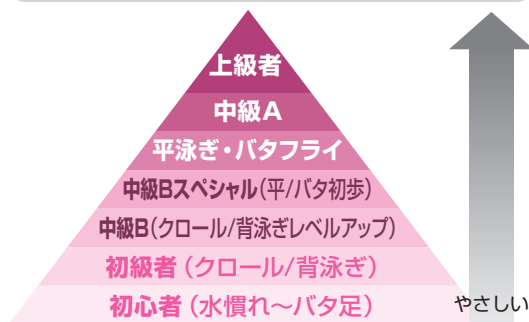 上級者
中級A
平泳ぎ・バタフライ
中級Bスペシャル(平/バタ初歩)
中級B(クロール/背泳ぎレベルアップ)
初級者(クロール/背泳ぎ)
初心者(水慣れ〜バタ足)
やさしい